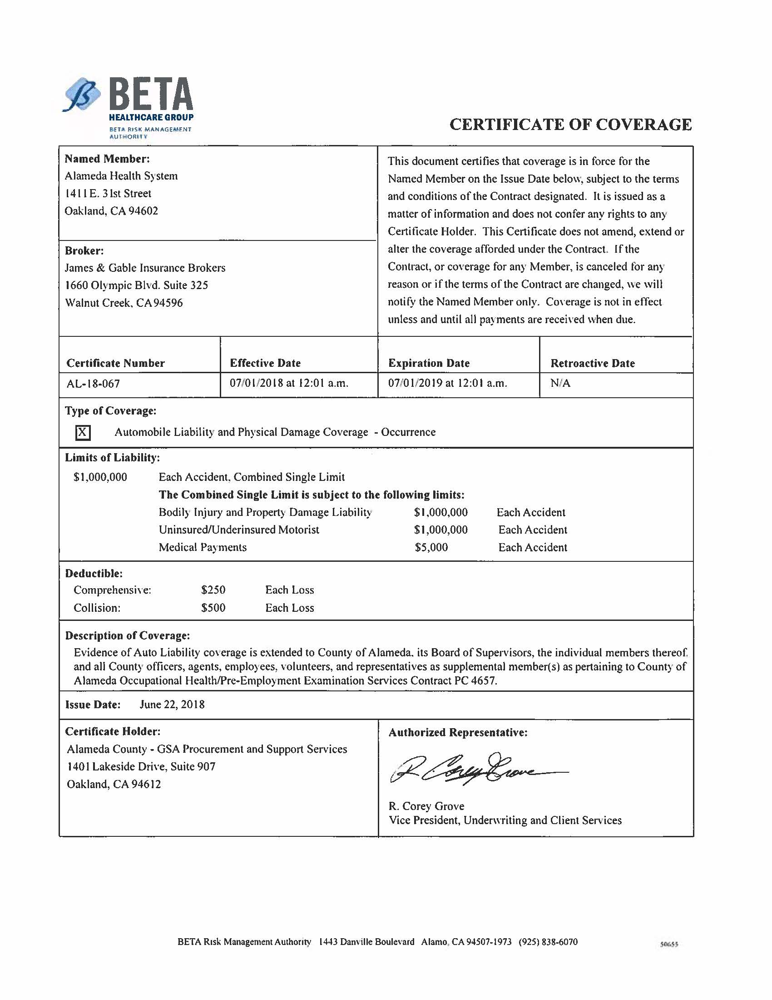 BETA
HEALTHCARE GROUP
BETA RISK MANAGEMENT
AUTHORITY
CERTIFICATE OF COVERAGE
Named Member:
Alameda Health System
1411 E. 31st Street
Oakland, CA 94602
Broker:
James & Gable Insurance Brokers
1660 Olympic Blvd. Suite 325
Walnut Creek, CA 94596
This document certifies that coverage is in force for the
Named Member on the Issue Date below, subject to the terms
and conditions of the Contract designated. It is issued as a
matter of information and does not confer any rights to any
Certificate Holder. This Certificate does not amend, extend or
alter the coverage afforded under the Contract. If the
Contract, or coverage for any Member, is canceled for any
reason or if the terms of the Contract are changed, we will
notify the Named Member only. Coverage is not in effect
unless and until all payments are received when due.
Certificate Number Effective Date Expiration Date Retroactive Date
AL-18-067 07/01/2018 at 12:01 a.m. 07/01/2019 at 12:01 a.m. N/A
Type of Coverage:
X Automobile Liability and Physical Damage Coverage - Occurrence
Limits of Liability:
$1,000,000 Each Accident, Combined Single Limit
The Combined Single Limit is subject to the following limits:
Bodily Injury and Property Damage Liability $1,000,000 Each Accident
Uninsured/Underinsured Motorist $1,000,000 Each Accident
Medical Payments $5,000 Each Accident
Deductible:
Comprehensive: $250 Each Loss
Collision: $500 Each Loss
Description of Coverage:
Evidence of Auto Liability coverage is extended to County of Alameda, its Board of Supervisors, the individual members thereof,
and all County officers, agents, employees, volunteers, and representatives as supplemental member(s) as pertaining to County of
Alameda Occupational Health/Pre-Employment Examination Services Contract PC 4657.
Issue Date: June 22, 2018
Certificate Holder:
Alameda County - GSA Procurement and Support Services
1401 Lakeside Drive, Suite 907
Oakland, CA 94612
Authorized Representative:
R Corey Grove
R. Corey Grove
Vice President, Underwriting and Client Services
BETA Risk Management Authority 1443 Danville Boulevard Alamo, CA 94507-1973 (925) 838-6070
50655